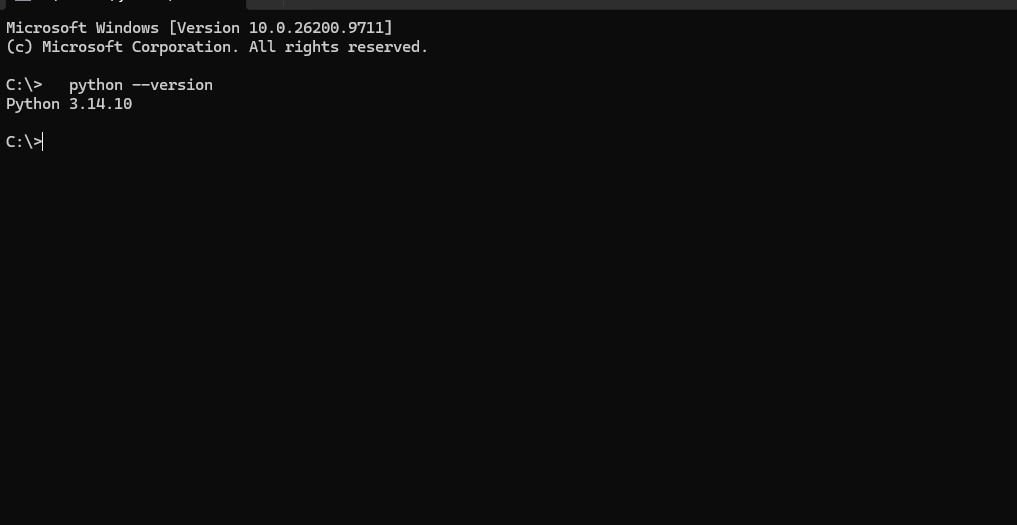 Microsoft Windows [Version 10.0.26200.9711]
(c) Microsoft Corporation. All rights reserved.
C:\>   python --version
Python 3.14.10
C:\>